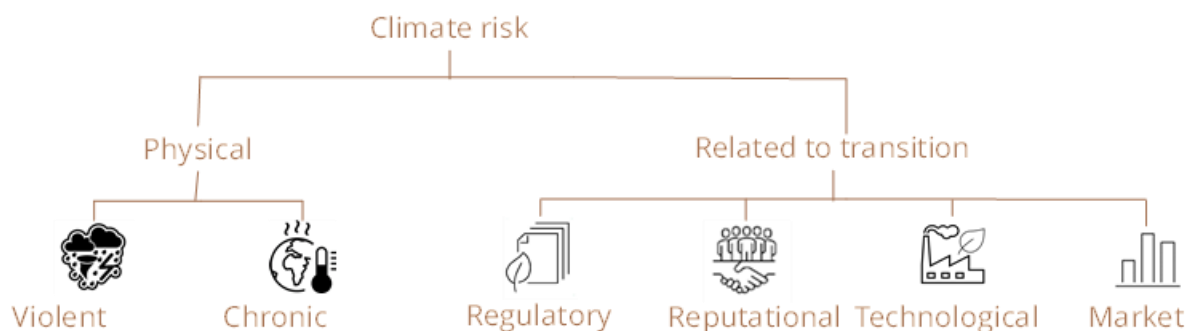 Climate risk
Physical
Related to transition
Violent
Chronic
Regulatory
Reputational
Technological
Market